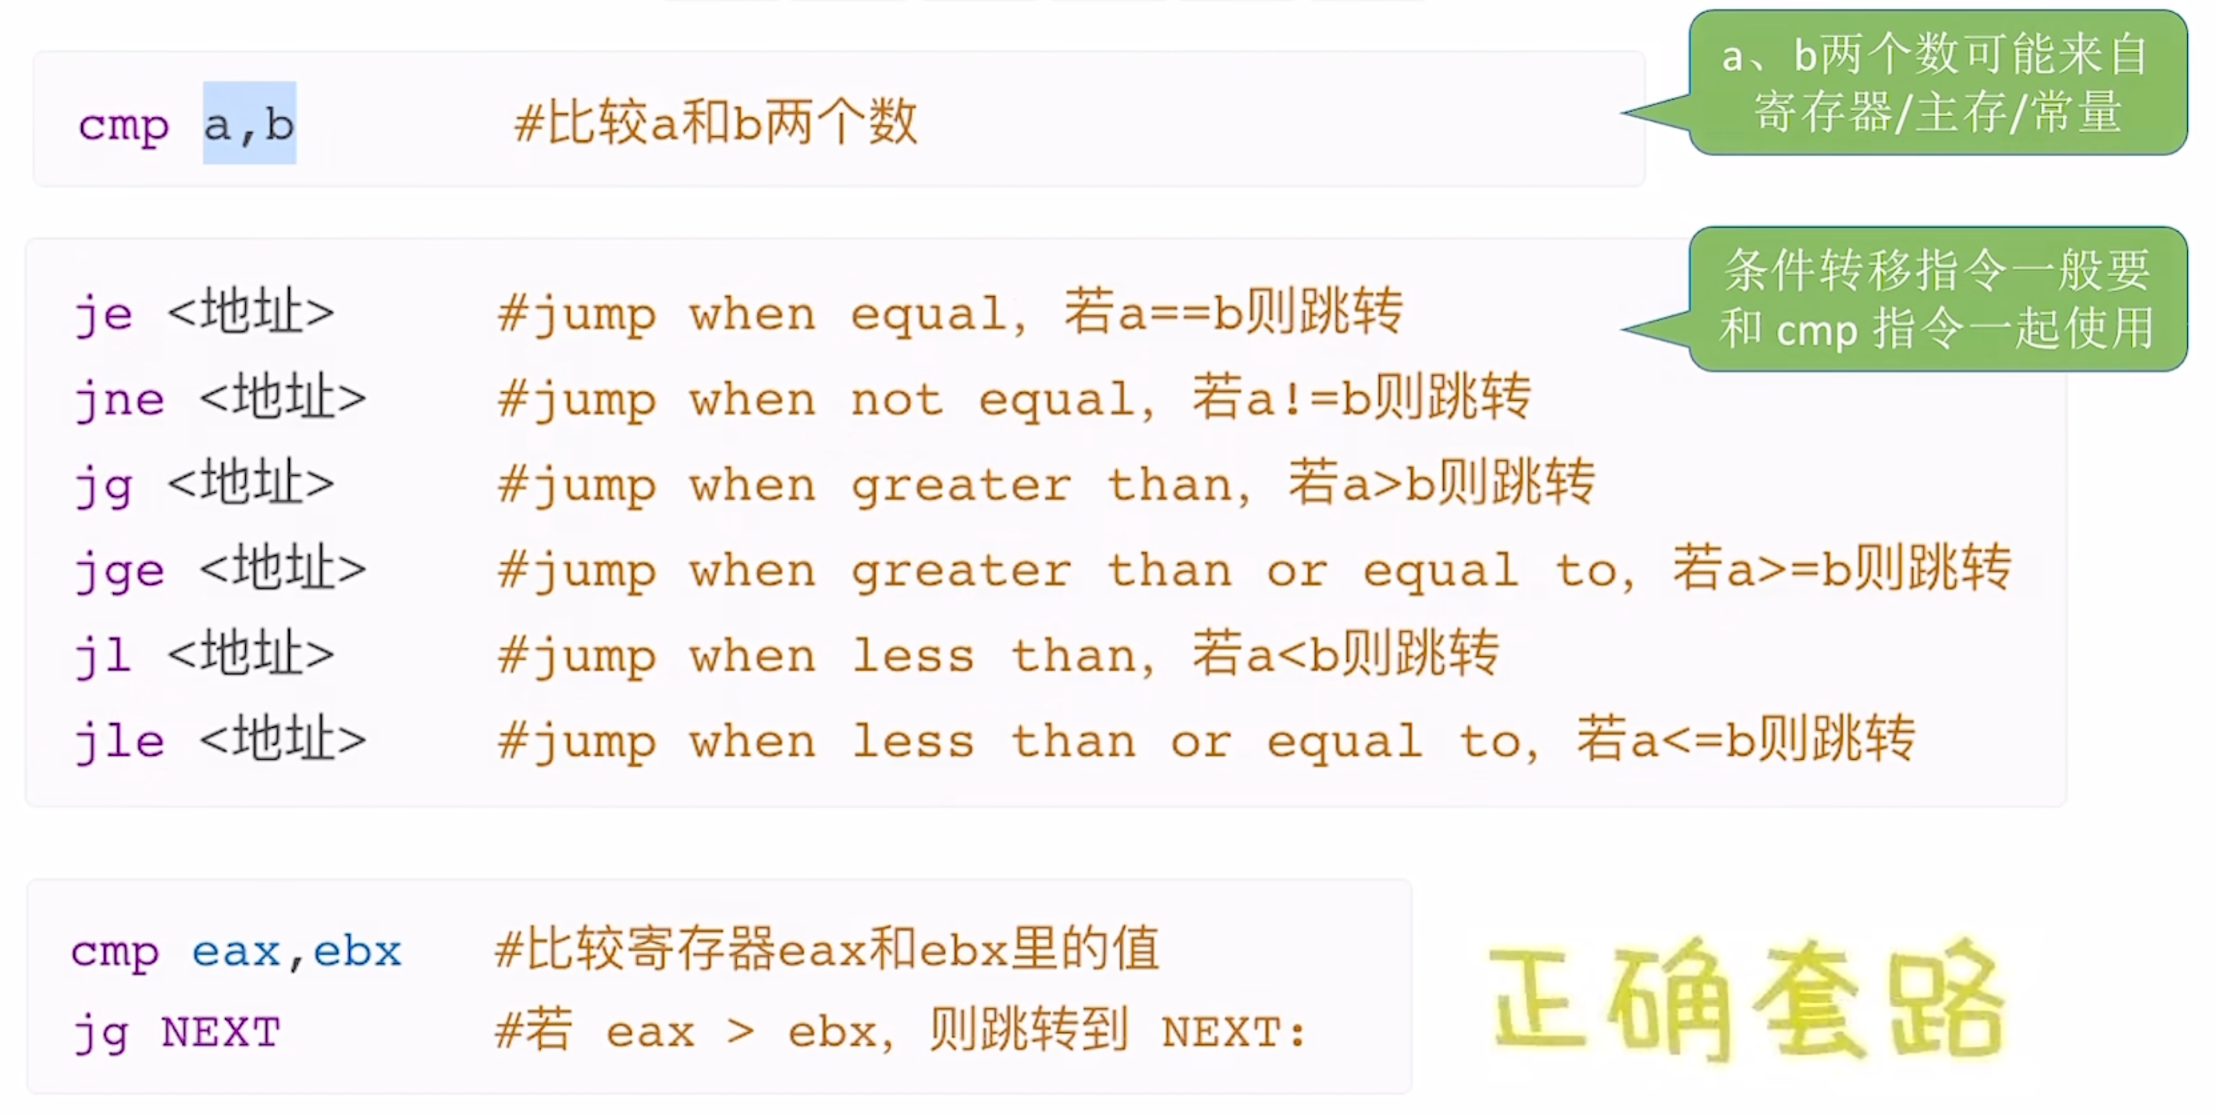 cmp a,b #比较a和b两个数
a、b两个数可能来自
寄存器/主存/常量
je <地址> #jump when equal，若a==b则跳转
jne <地址> #jump when not equal，若a!=b则跳转
jg <地址> #jump when greater than，若a>b则跳转
jge <地址> #jump when greater than or equal to，若a>=b则跳转
jl <地址> #jump when less than，若a<b则跳转
jle <地址> #jump when less than or equal to，若a<=b则跳转
条件转移指令一般要
和 cmp 指令一起使用
cmp eax,ebx #比较寄存器eax和ebx里的值
jg NEXT #若 eax > ebx，则跳转到 NEXT:
正确套路